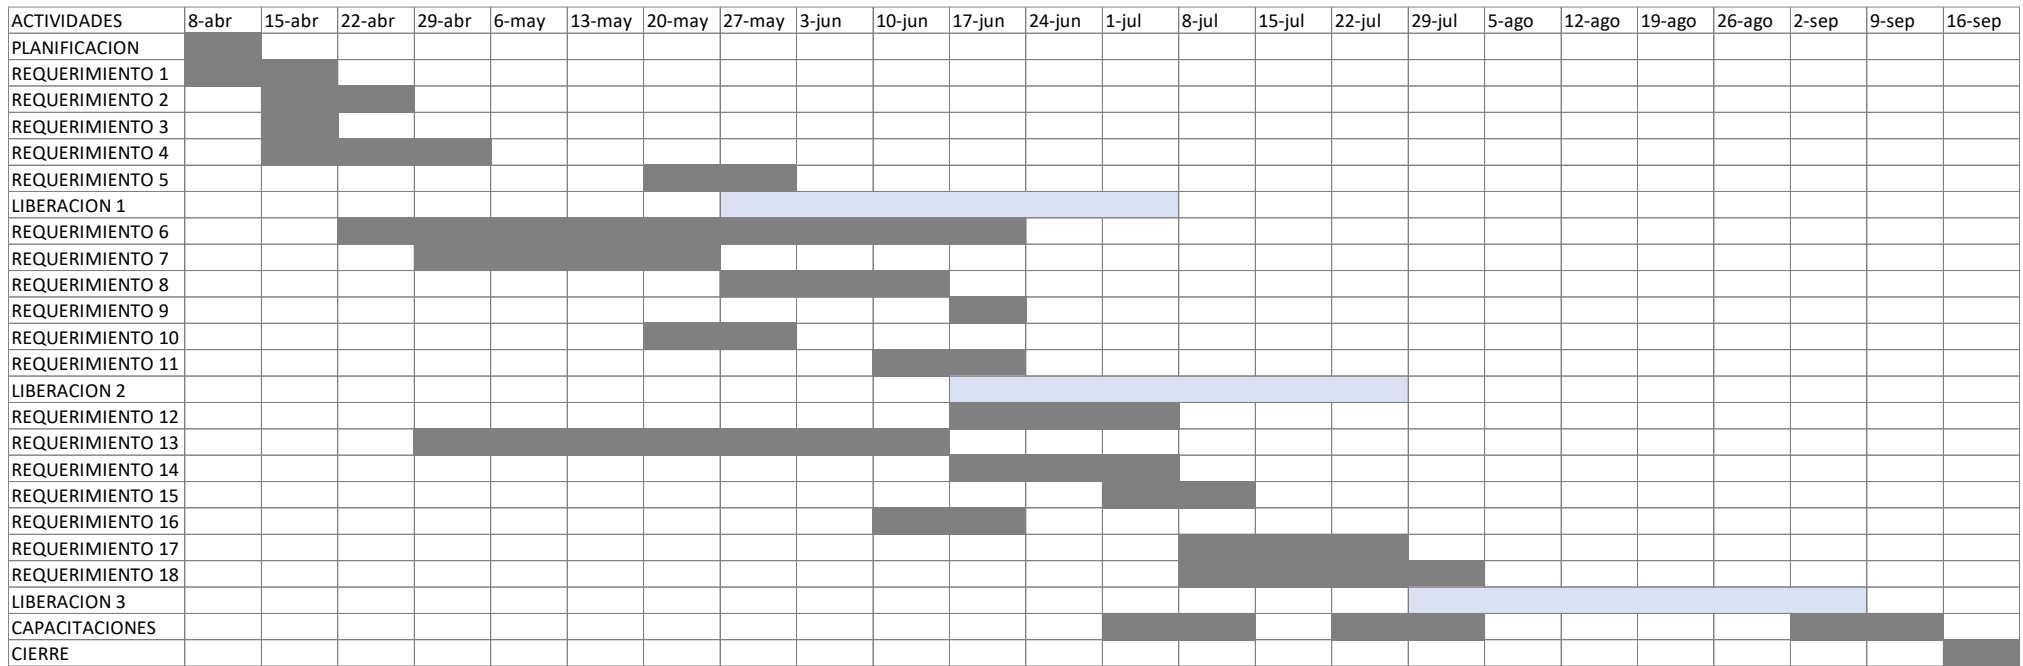 ACTIVIDADES 8-abr 15-abr 22-abr 29-abr 6-may 13-may 20-may 27-may 3-jun 10-jun 17-jun 24-jun 1-jul 8-jul 15-jul 22-jul 29-jul 5-ago 12-ago 19-ago 26-ago 2-sep 9-sep 16-sep
PLANIFICACION
REQUERIMIENTO 1
REQUERIMIENTO 2
REQUERIMIENTO 3
REQUERIMIENTO 4
REQUERIMIENTO 5
LIBERACION 1
REQUERIMIENTO 6
REQUERIMIENTO 7
REQUERIMIENTO 8
REQUERIMIENTO 9
REQUERIMIENTO 10
REQUERIMIENTO 11
LIBERACION 2
REQUERIMIENTO 12
REQUERIMIENTO 13
REQUERIMIENTO 14
REQUERIMIENTO 15
REQUERIMIENTO 16
REQUERIMIENTO 17
REQUERIMIENTO 18
LIBERACION 3
CAPACITACIONES
CIERRE